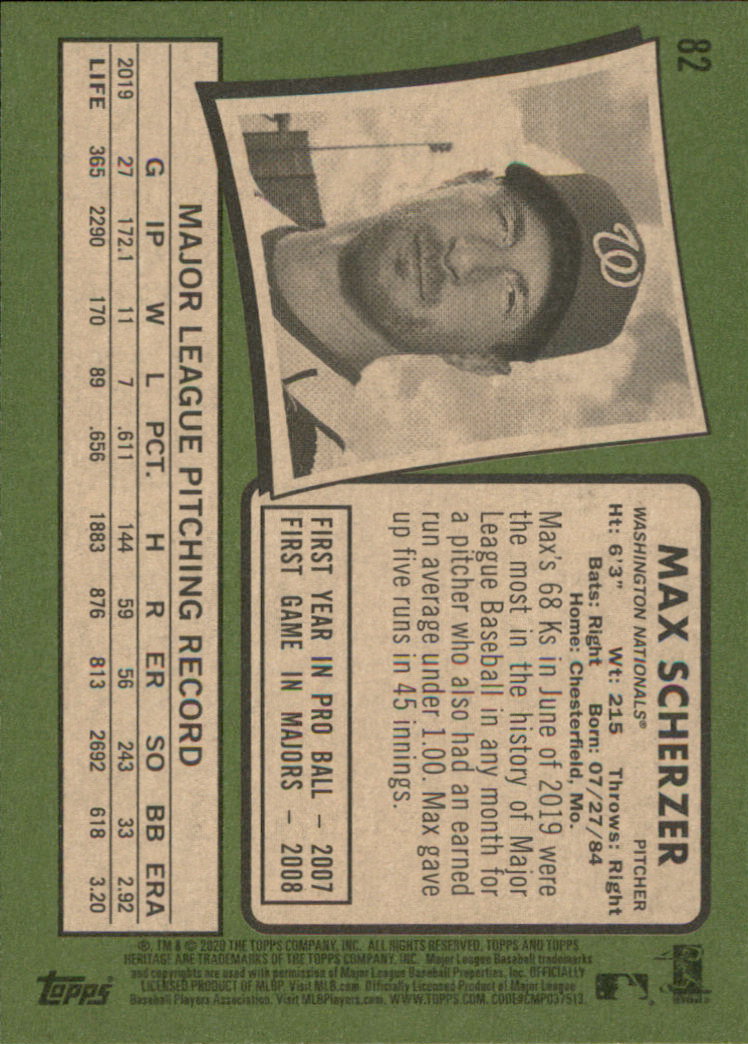 82
MAX SCHERZER
WASHINGTON NATIONALS® PITCHER
Ht: 6'3" Wt: 215 Throws: Right
Bats: Right Born: 07/27/84
Home: Chesterfield, Mo.
Max's 68 Ks in June of 2019 were
the most in the history of Major
League Baseball in any month for
a pitcher who also had an earned
run average under 1.00. Max gave
up five runs in 45 innings.
FIRST YEAR IN PRO BALL – 2007
FIRST GAME IN MAJORS – 2008
W
MAJOR LEAGUE PITCHING RECORD
G IP W L PCT. H R ER SO BB ERA
2019 27 172.1 11 7 .611 144 59 56 243 33 2.92
LIFE 365 2290 170 89 .656 1883 876 813 2692 618 3.20
®, TM & © 2020 THE TOPPS COMPANY, INC. ALL RIGHTS RESERVED. TOPPS AND TOPPS
HERITAGE ARE TRADEMARKS OF THE TOPPS COMPANY, INC. Major League Baseball trademarks
and copyrights are used with permission of Major League Baseball Properties, Inc. OFFICIALLY
LICENSED PRODUCT OF MLBP. Visit MLB.com. Officially Licensed Product of Major League
Baseball Players Association. Visit MLBPlayers.com. WWW.TOPPS.COM. CODE#CMP037513.
topps